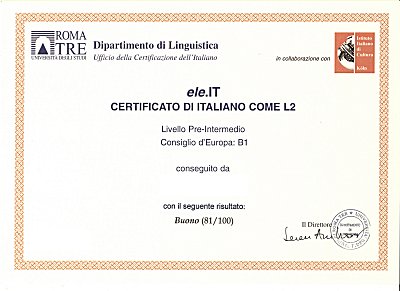 ROMA
TRE
UNIVERSITÀ DEGLI STUDI
Dipartimento di Linguistica
Ufficio della Certificazione dell'Italiano
in collaborazione con
Istituto
Italiano
di
Cultura
Köln
ele.IT
CERTIFICATO DI ITALIANO COME L2
Livello Pre-Intermedio
Consiglio d'Europa: B1
conseguito da
con il seguente risultato:
Buono (81/100)
Il Direttore